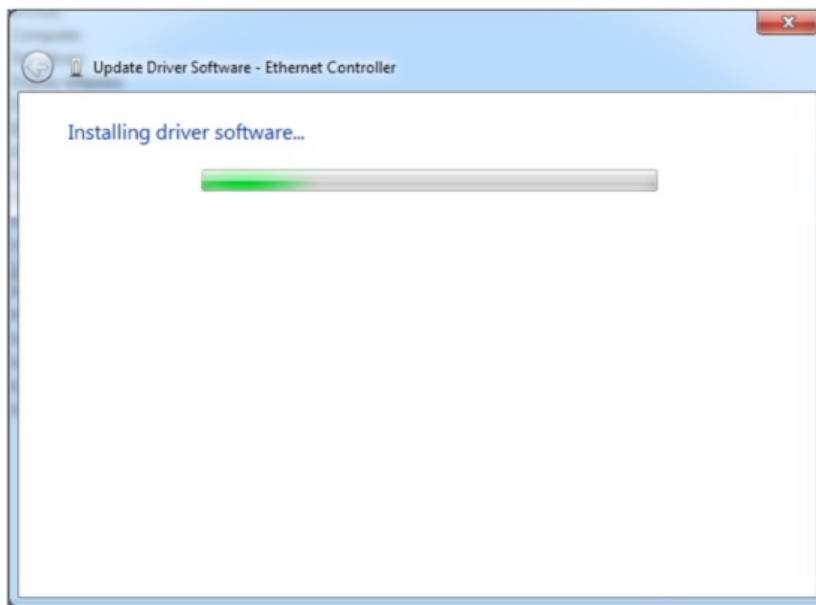 Update Driver Software - Ethernet Controller
Installing driver software...